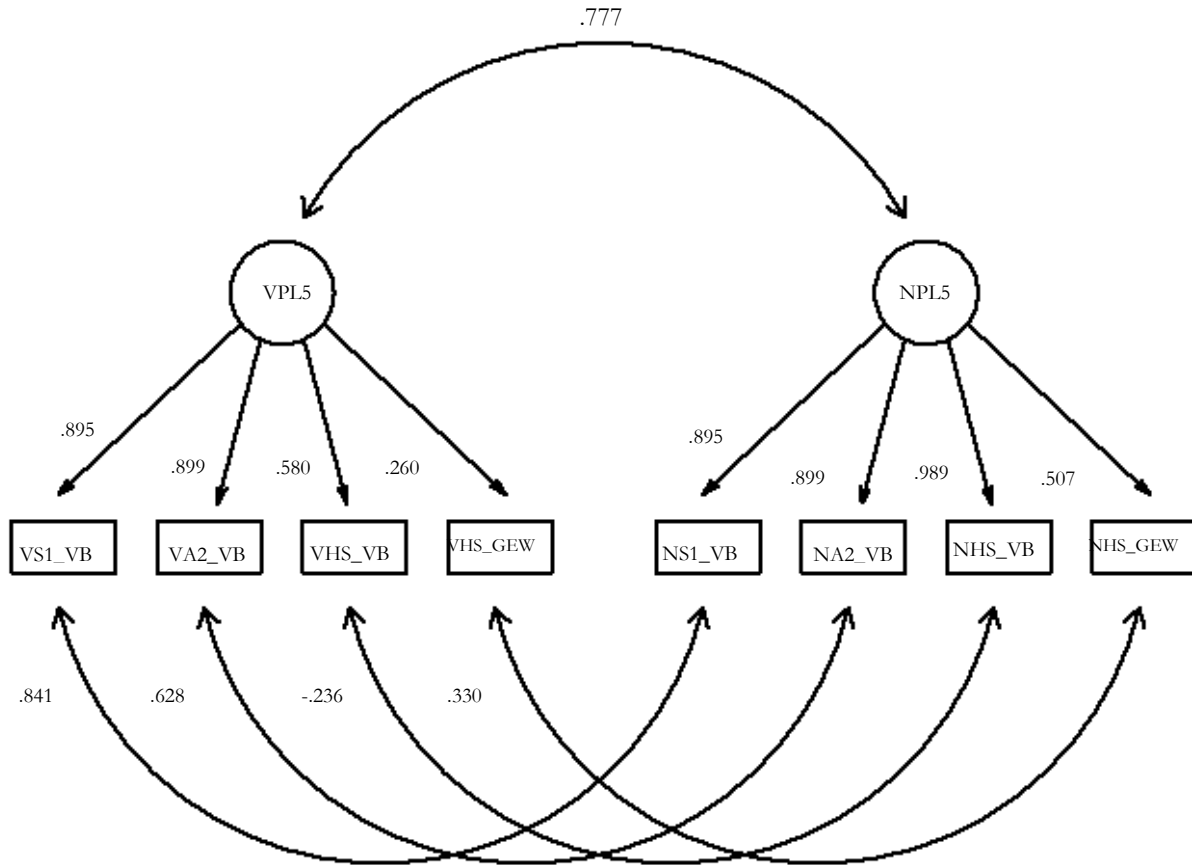 .777
VPL5
NPL5
.895
.899
.580
.260
.895
.899
.989
.507
VS1_VB
VA2_VB
VHS_VB
VHS_GEW
NS1_VB
NA2_VB
NHS_VB
NHS_GEW
.841
.628
-.236
.330